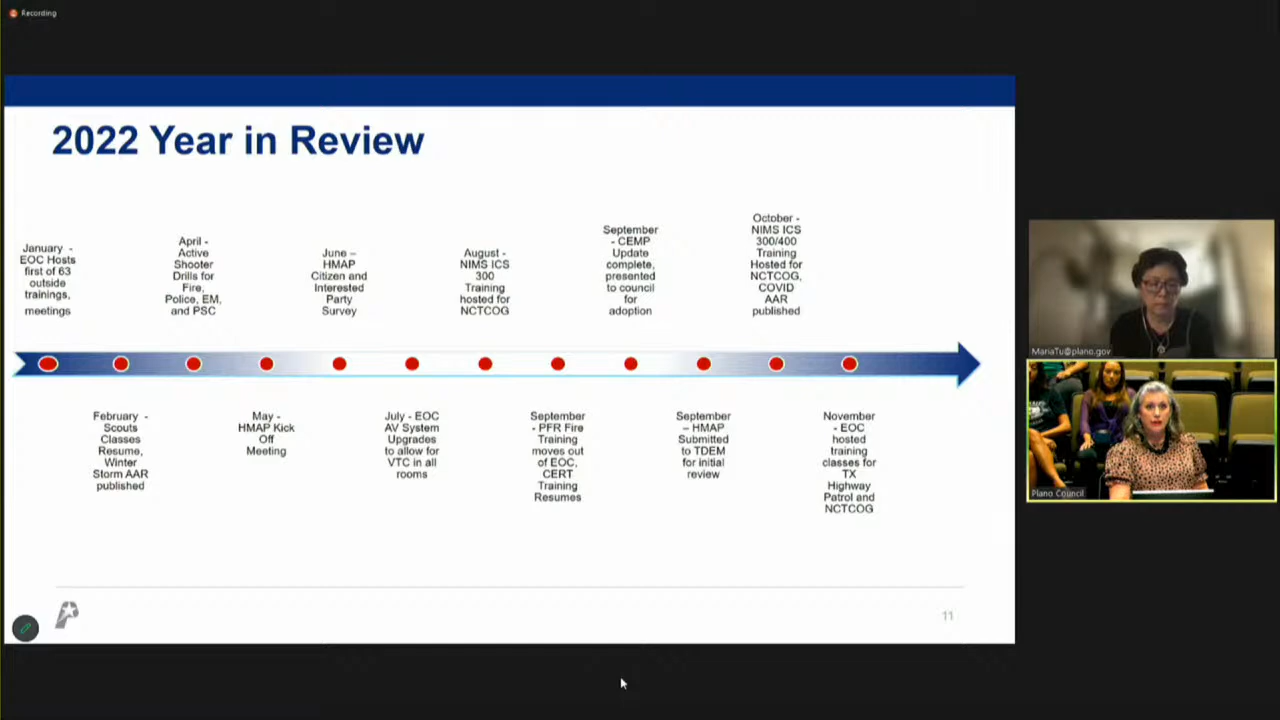 Recording
2022 Year in Review
January -
EOC Hosts
first of 63
outside
trainings,
meetings
April -
Active
Shooter
Drills for
Fire,
Police, EM,
and PSC
June –
HMAP
Citizen and
Interested
Party
Survey
August -
NIMS ICS
300
Training
hosted for
NCTCOG
September
- CEMP
Update
complete,
presented
to council
for
adoption
October -
NIMS ICS
300/400
Training
Hosted for
NCTCOG,
COVID
AAR
published
February -
Scouts
Classes
Resume,
Winter
Storm AAR
published
May -
HMAP Kick
Off
Meeting
July - EOC
AV System
Upgrades
to allow for
VTC in all
rooms
September
- PFR Fire
Training
moves out
of EOC,
CERT
Training
Resumes
September
– HMAP
Submitted
to TDEM
for initial
review
November
- EOC
hosted
training
classes for
TX
Highway
Patrol and
NCTCOG
11
MariaTu@plano.gov
Plano Council